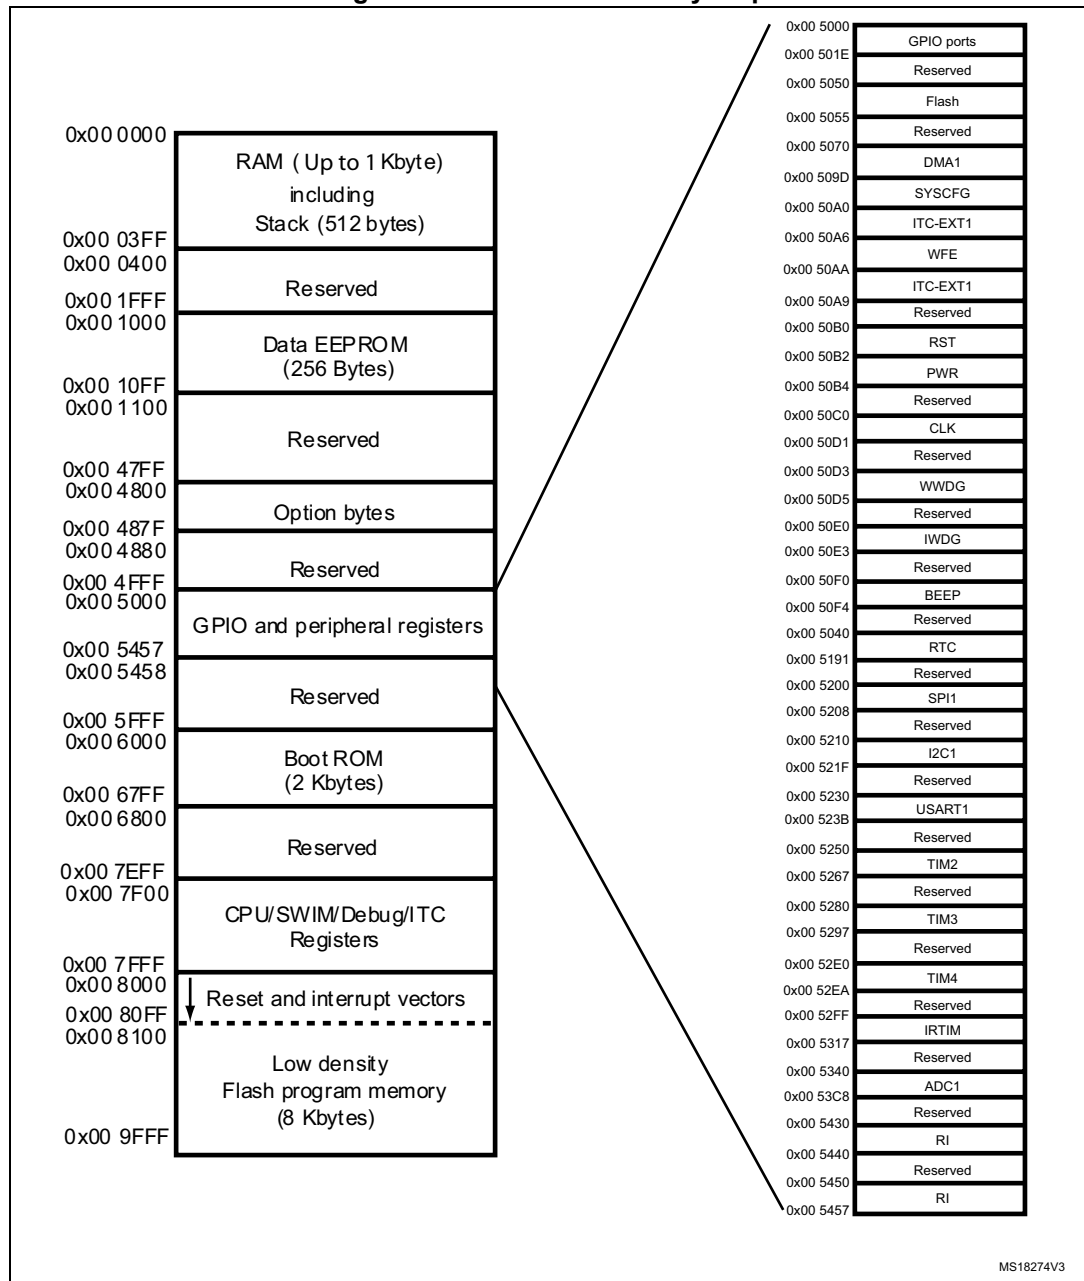 0x00 0000
RAM ( Up to 1 Kbyte)
including
Stack (512 bytes)
0x00 03FF
0x00 0400
Reserved
0x00 1FFF
0x00 1000
Data EEPROM
(256 Bytes)
0x00 10FF
0x00 1100
Reserved
0x00 47FF
0x00 4800
Option bytes
0x00 487F
0x00 4880
Reserved
0x00 4FFF
0x00 5000
GPIO and peripheral registers
0x00 5457
0x00 5458
Reserved
0x00 5FFF
0x00 6000
Boot ROM
(2 Kbytes)
0x00 67FF
0x00 6800
Reserved
0x00 7EFF
0x00 7F00
CPU/SWIM/Debug/ITC
Registers
0x00 7FFF
0x00 8000
Reset and interrupt vectors
0x00 80FF
0x00 8100
Low density
Flash program memory
(8 Kbytes)
0x00 9FFF
0x00 5000
GPIO ports
0x00 501E
Reserved
0x00 5050
Flash
0x00 5055
Reserved
0x00 5070
DMA1
0x00 509D
SYSCFG
0x00 50A0
ITC-EXT1
0x00 50A6
WFE
0x00 50AA
ITC-EXT1
0x00 50A9
Reserved
0x00 50B0
RST
0x00 50B2
PWR
0x00 50B4
Reserved
0x00 50C0
CLK
0x00 50D1
Reserved
0x00 50D3
WWDG
0x00 50D5
Reserved
0x00 50E0
IWDG
0x00 50E3
Reserved
0x00 50F0
BEEP
0x00 50F4
Reserved
0x00 5040
RTC
0x00 5191
Reserved
0x00 5200
SPI1
0x00 5208
Reserved
0x00 5210
I2C1
0x00 521F
Reserved
0x00 5230
USART1
0x00 523B
Reserved
0x00 5250
TIM2
0x00 5267
Reserved
0x00 5280
TIM3
0x00 5297
Reserved
0x00 52E0
TIM4
0x00 52EA
Reserved
0x00 52FF
IRTIM
0x00 5317
Reserved
0x00 5340
ADC1
0x00 53C8
Reserved
0x00 5430
RI
0x00 5440
Reserved
0x00 5450
RI
0x00 5457
MS18274V3